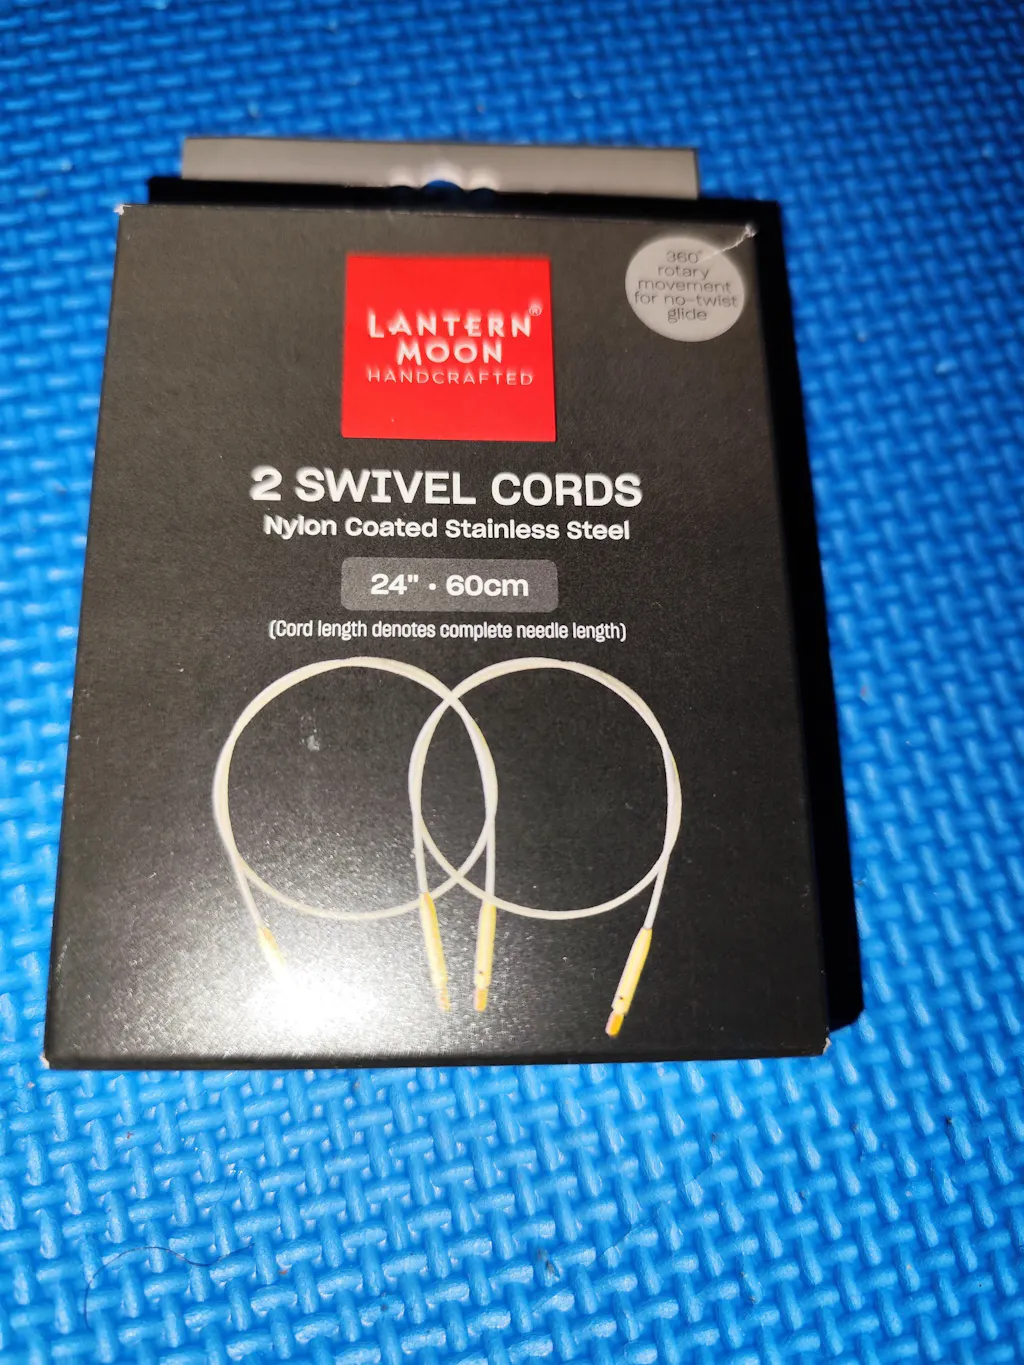 LANTERN®
MOON
HANDCRAFTED
360°
rotary
movement
for no-twist
glide
2 SWIVEL CORDS
Nylon Coated Stainless Steel
24" • 60cm
(Cord length denotes complete needle length)